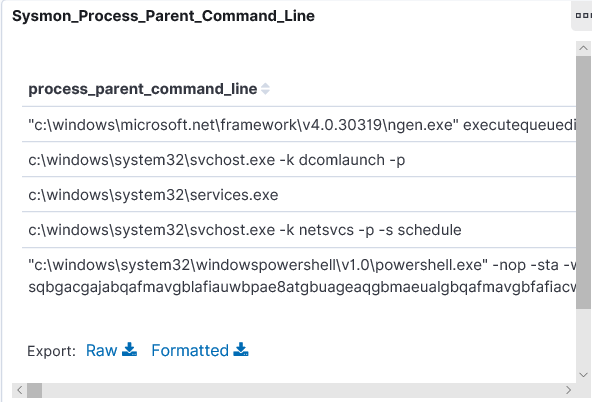 Sysmon_Process_Parent_Command_Line
process_parent_command_line
"c:\windows\microsoft.net\framework\v4.0.30319\ngen.exe" executequeuedi
c:\windows\system32\svchost.exe -k dcomlaunch -p
c:\windows\system32\services.exe
c:\windows\system32\svchost.exe -k netsvcs -p -s schedule
"c:\windows\system32\windowspowershell\v1.0\powershell.exe" -nop -sta -w
sqbgacgajabqafmavgblafiauwbpae8atgbuageaqgbmaeualgbqafmavgbfafiacw
Export: Raw Formatted